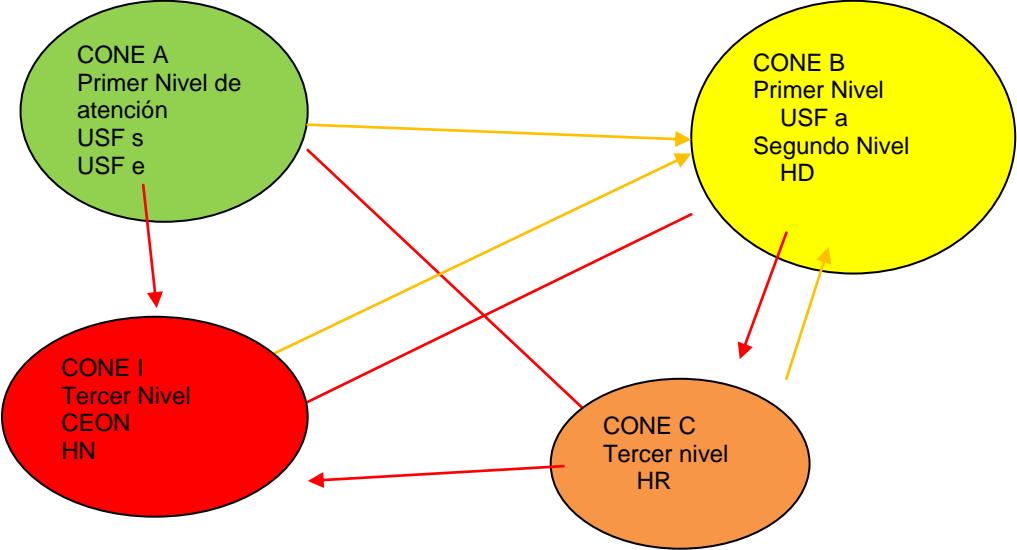 CONE A
Primer Nivel de
atención
USF s
USF e
CONE B
Primer Nivel
USF a
Segundo Nivel
HD
CONE I
Tercer Nivel
CEON
HN
CONE C
Tercer nivel
HR